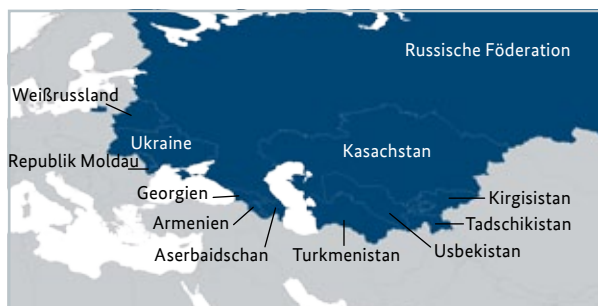 Russische Föderation
Weißrussland
Ukraine
Kasachstan
Republik Moldau
Georgien
Kirgisistan
Armenien
Tadschikistan
Aserbaidschan
Turkmenistan
Usbekistan